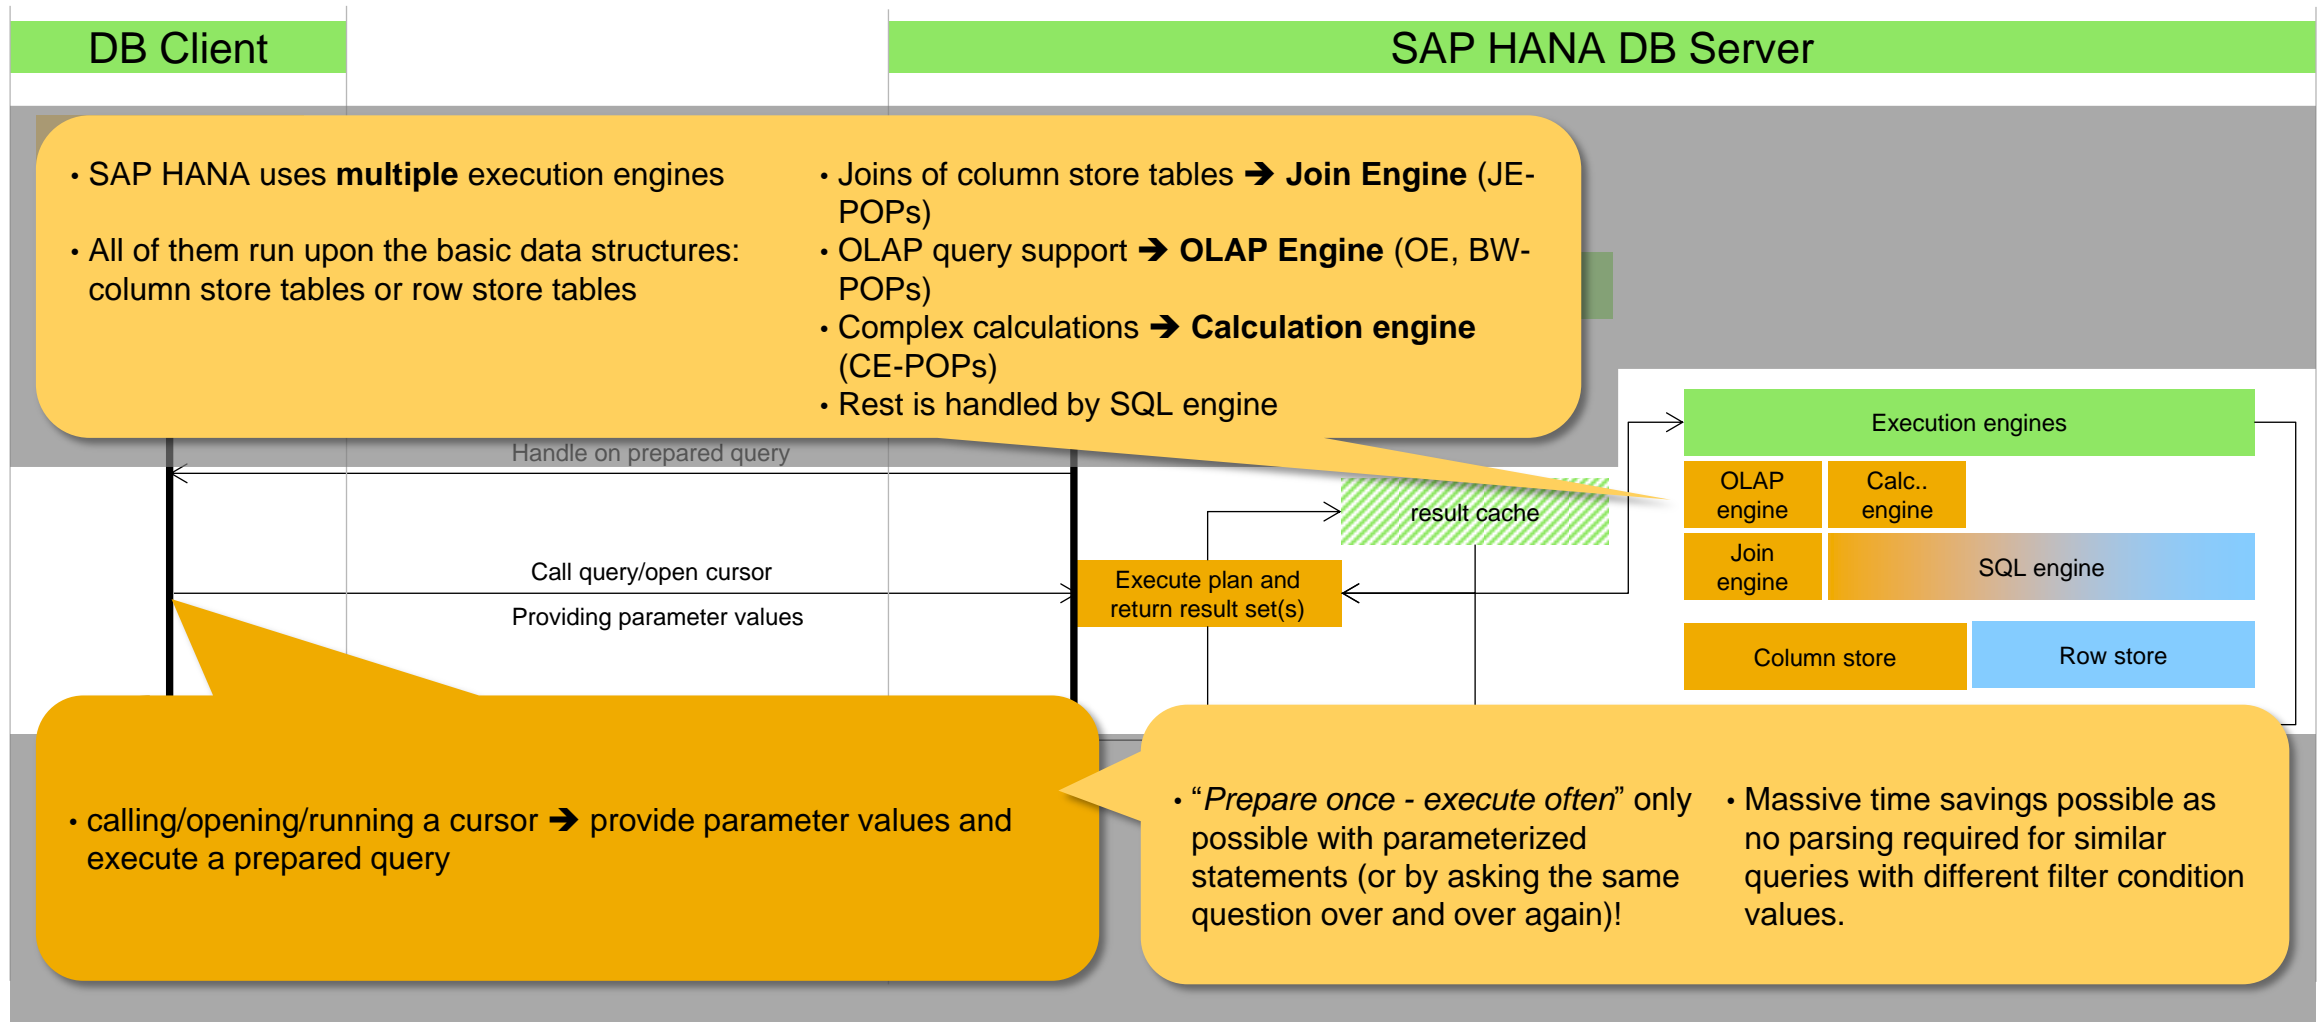 DB Client
SAP HANA DB Server
• SAP HANA uses multiple execution engines
• All of them run upon the basic data structures:
column store tables or row store tables
• Joins of column store tables ➔ Join Engine (JE-
POPs)
• OLAP query support ➔ OLAP Engine (OE, BW-
POPs)
• Complex calculations ➔ Calculation engine
(CE-POPs)
• Rest is handled by SQL engine
Handle on prepared query
Execution engines
OLAP
engine
Calc..
engine
result cache
Join
engine
SQL engine
Call query/open cursor
Providing parameter values
Execute plan and
return result set(s)
Column store
Row store
• calling/opening/running a cursor ➔ provide parameter values and
execute a prepared query
• “Prepare once - execute often” only
possible with parameterized
statements (or by asking the same
question over and over again)!
• Massive time savings possible as
no parsing required for similar
queries with different filter condition
values.